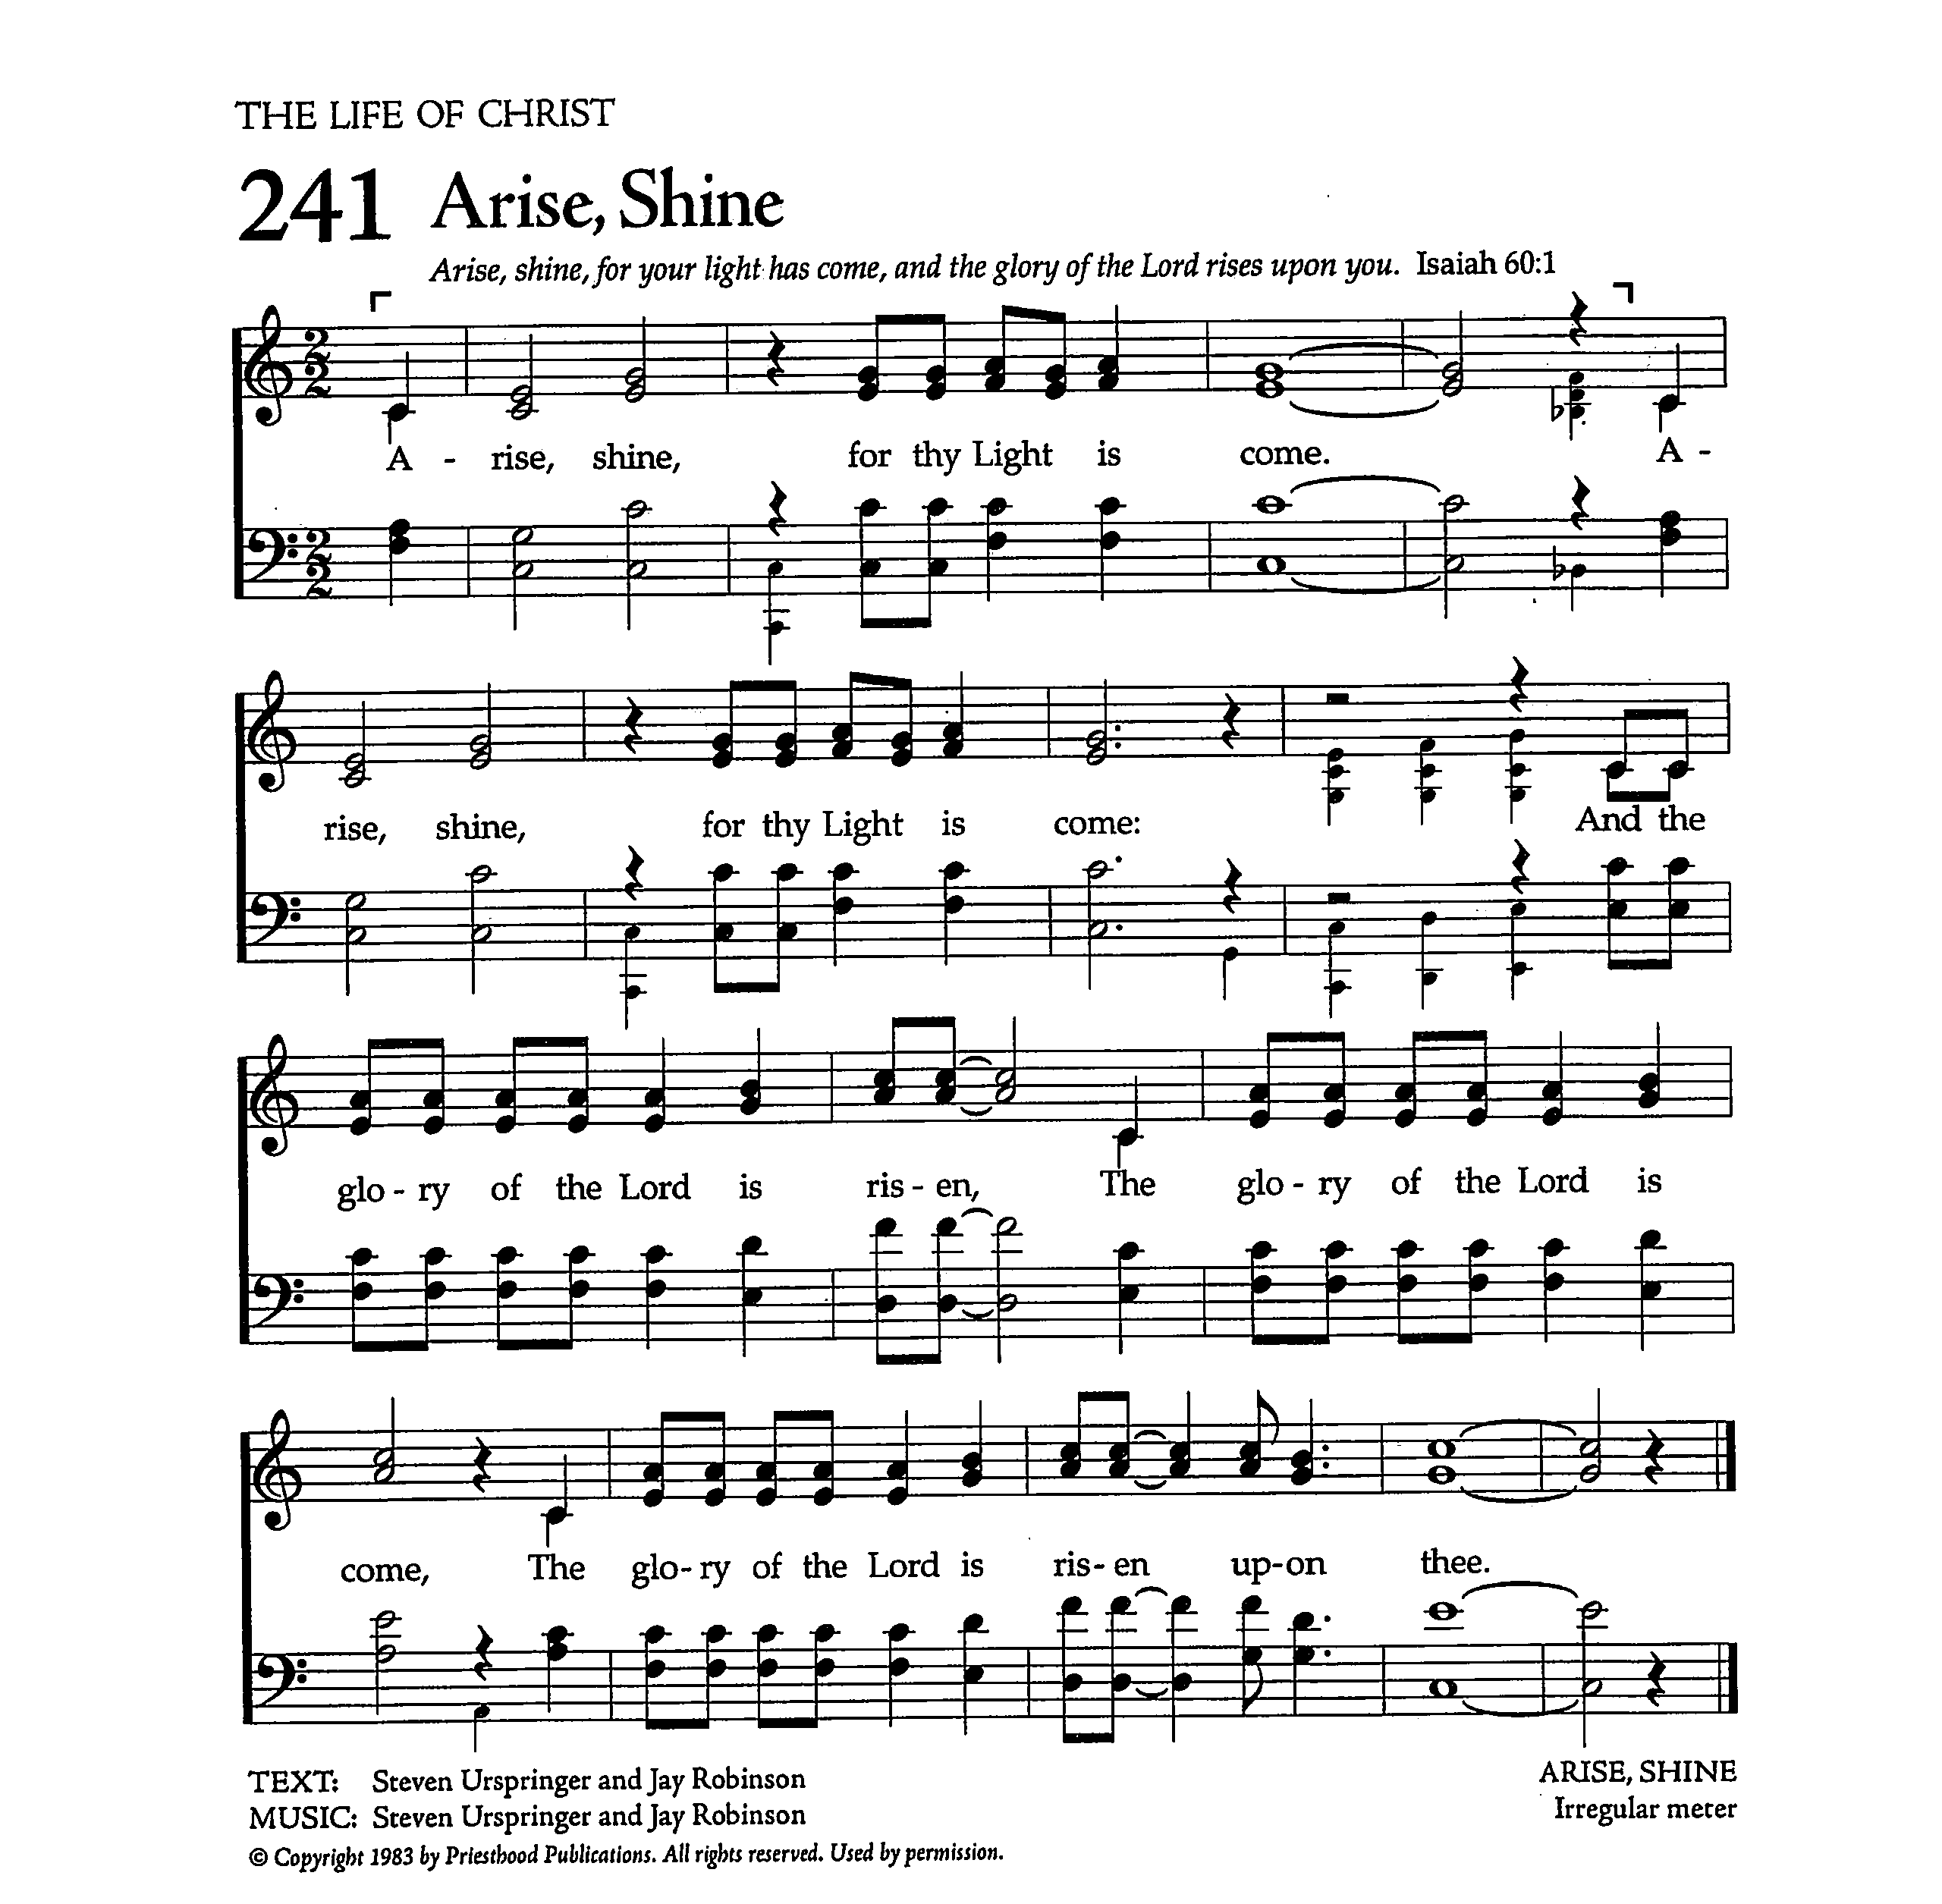 THE LIFE OF CHRIST
241 Arise, Shine
Arise, shine, for your light has come, and the glory of the Lord rises upon you. Isaiah 60:1
A - rise, shine, for thy Light is come. A -
rise, shine, for thy Light is come: And the
glo - ry of the Lord is ris - en, The glo - ry of the Lord is
come, The glo - ry of the Lord is ris - en up - on thee.
TEXT: Steven Urspringer and Jay Robinson
MUSIC: Steven Urspringer and Jay Robinson
© Copyright 1983 by Priesthood Publications. All rights reserved. Used by permission.
ARISE, SHINE
Irregular meter